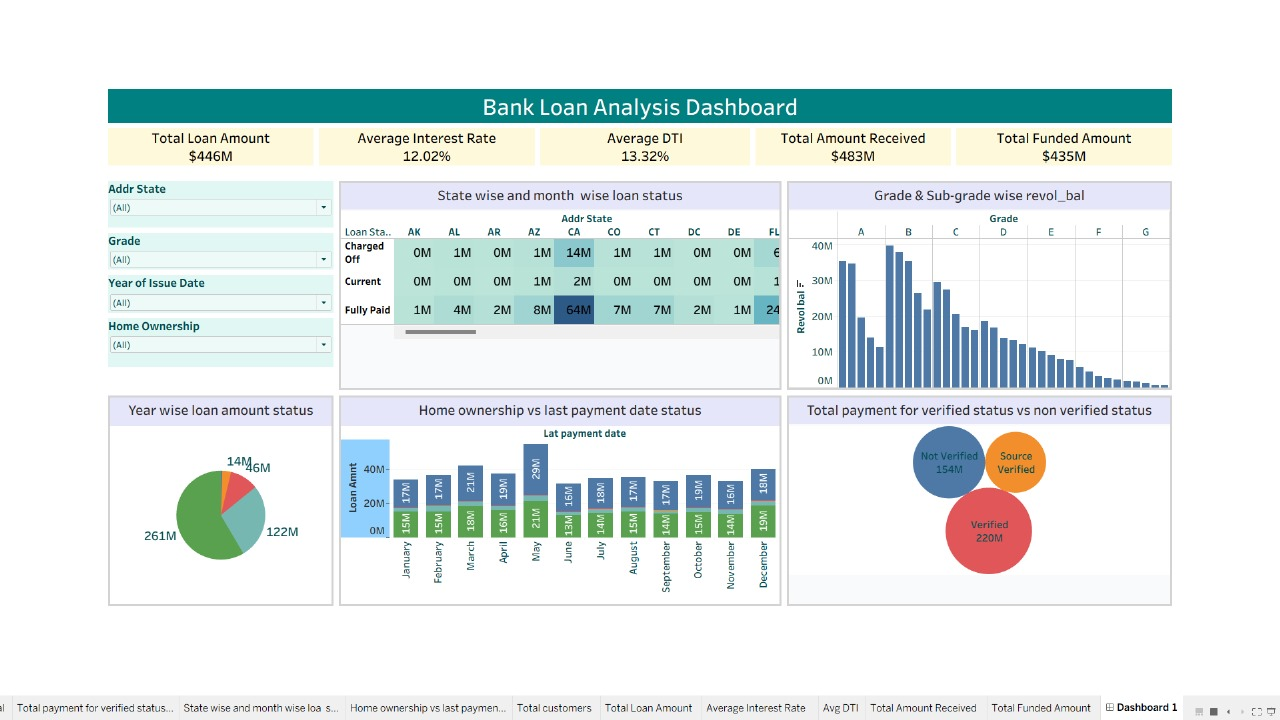 Bank Loan Analysis Dashboard
Total Loan Amount
$446M
Average Interest Rate
12.02%
Average DTI
13.32%
Total Amount Received
$483M
Total Funded Amount
$435M
Addr State
(All)
Grade
(All)
Year of Issue Date
(All)
Home Ownership
(All)
State wise and month wise loan status
Addr State
Loan Sta.. AK AL AR AZ CA CO CT DC DE FL
Charged
Off 0M 1M 0M 1M 14M 1M 1M 0M 0M 6
Current 0M 0M 0M 1M 2M 0M 0M 0M 0M 1
Fully Paid 1M 4M 2M 8M 64M 7M 7M 2M 1M 24
Grade & Sub-grade wise revol_bal
Grade
A B C D E F G
Revol bal
40M
30M
20M
10M
0M
Year wise loan amount status
14M
46M
122M
261M
Home ownership vs last payment date status
Lat payment date
Loan Amnt
40M
20M
0M
17M 17M 21M 19M 29M 16M 18M 17M 17M 19M 16M 18M
15M 15M 18M 16M 21M 13M 14M 15M 14M 15M 14M 19M
January February March April May June July August September October November December
Total payment for verified status vs non verified status
Not Verified
154M
Source
Verified
Verified
220M
al Total payment for verified status... State wise and month wise loa s... Home ownership vs last paymen... Total customers Total Loan Amount Average Interest Rate Avg DTI Total Amount Received Total Funded Amount Dashboard 1